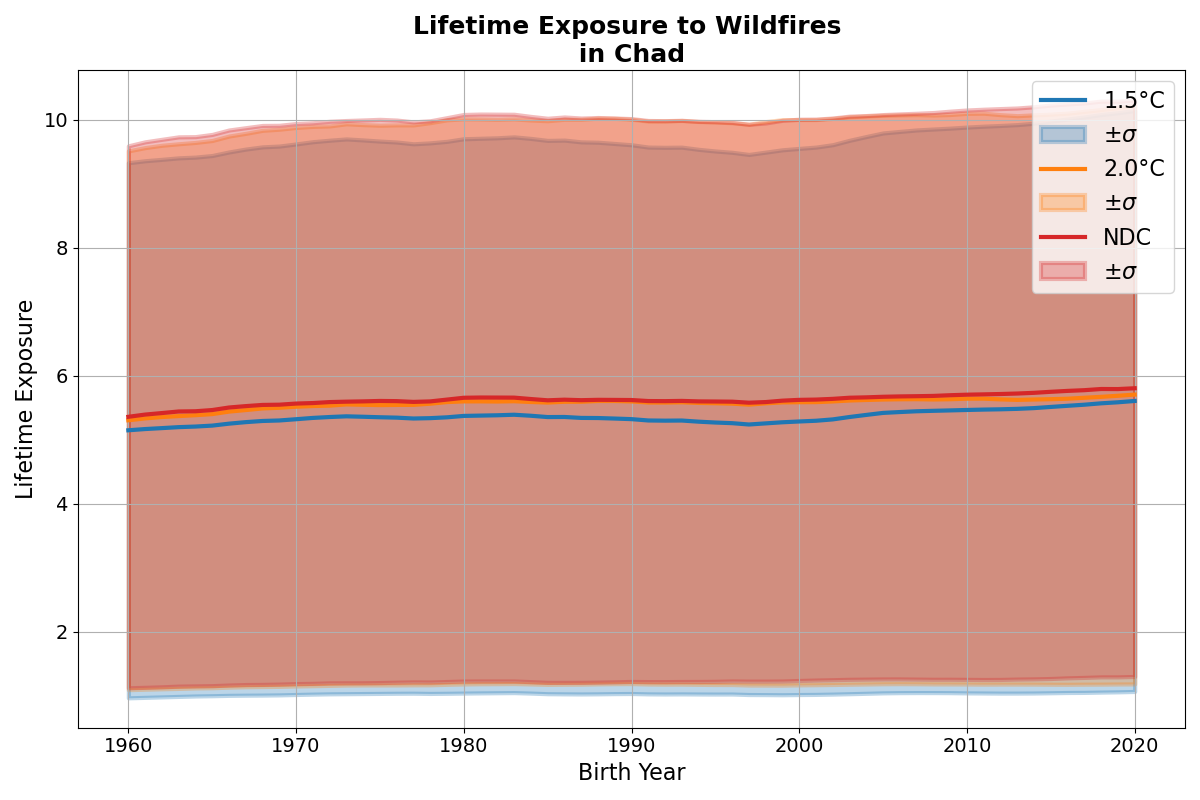 Lifetime Exposure to Wildfires
in Chad
Lifetime Exposure
10
8
6
4
2
1960
1970
1980
1990
2000
2010
2020
Birth Year
1.5°C
±σ
2.0°C
±σ
NDC
±σ